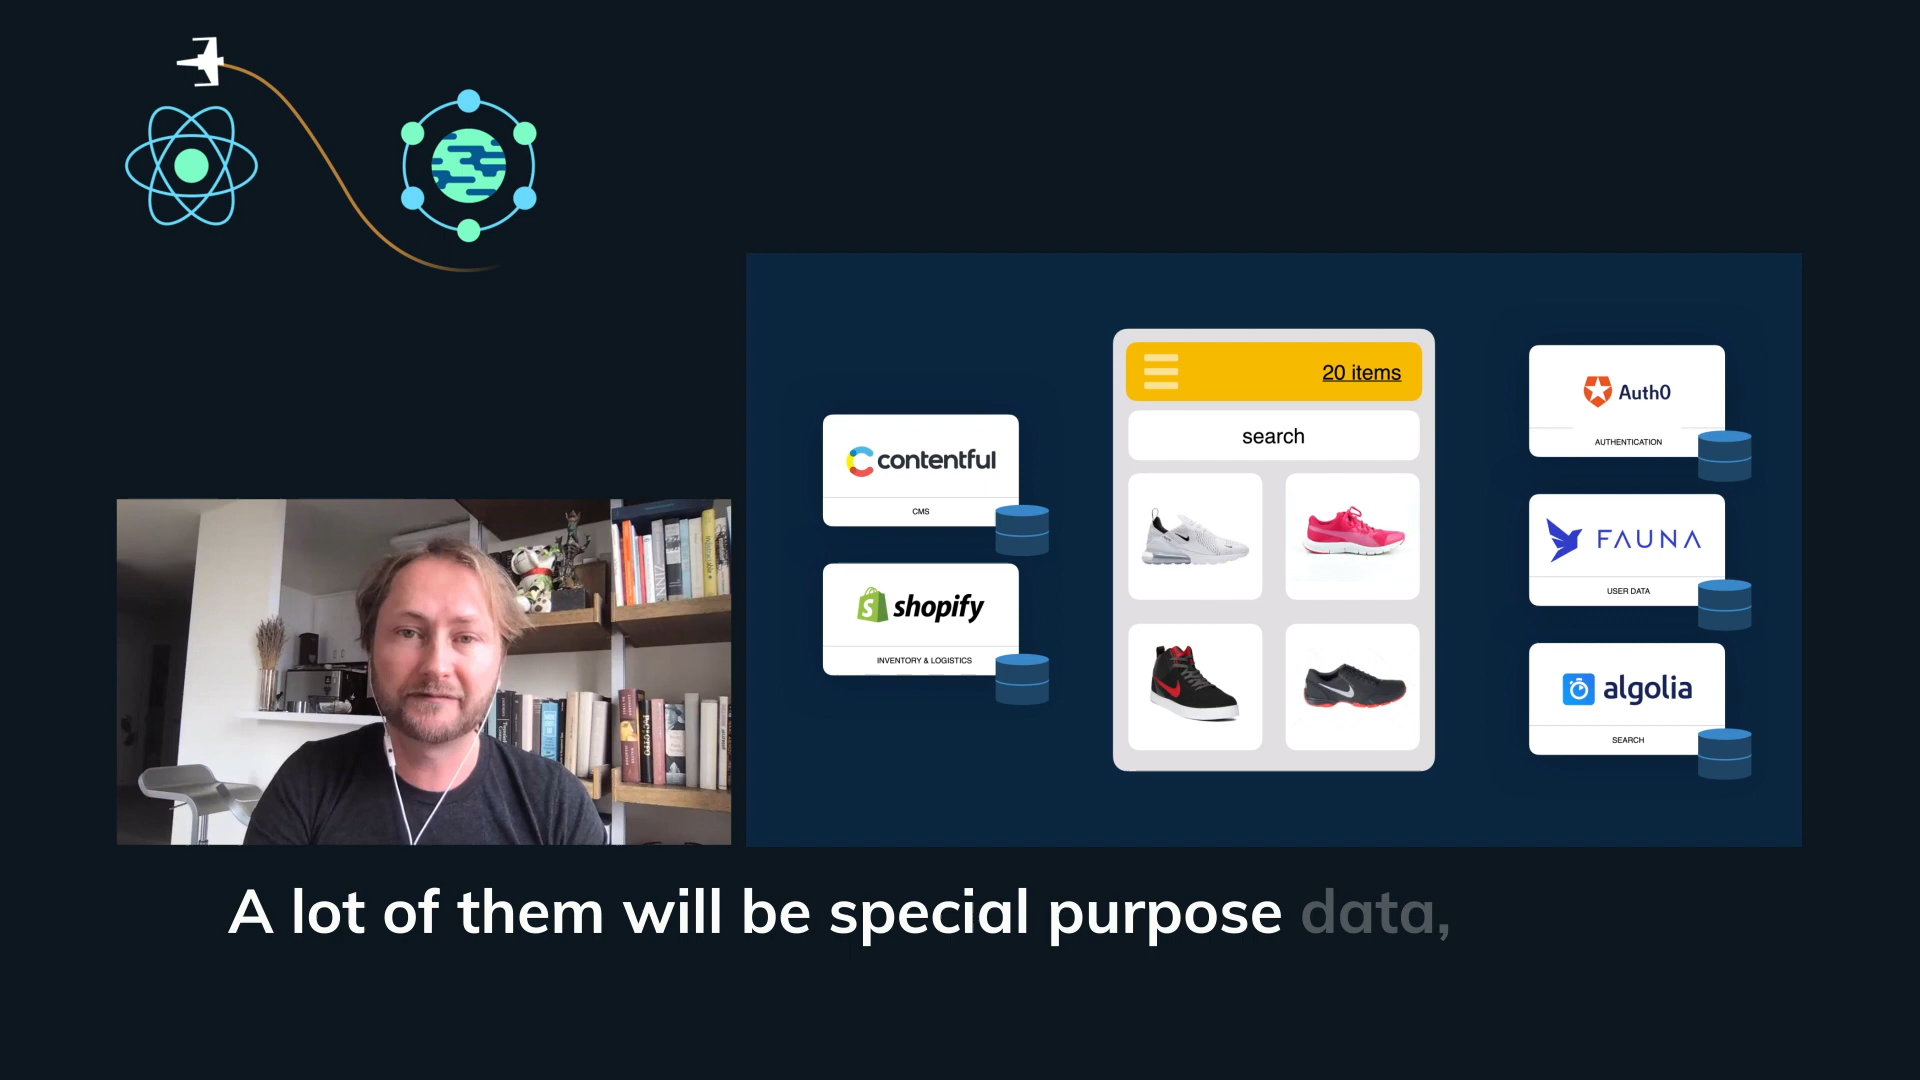 20 items
search
contentful
CMS
shopify
INVENTORY & LOGISTICS
Auth0
AUTHENTICATION
FAUNA
USER DATA
algolia
SEARCH
A lot of them will be special purpose data,